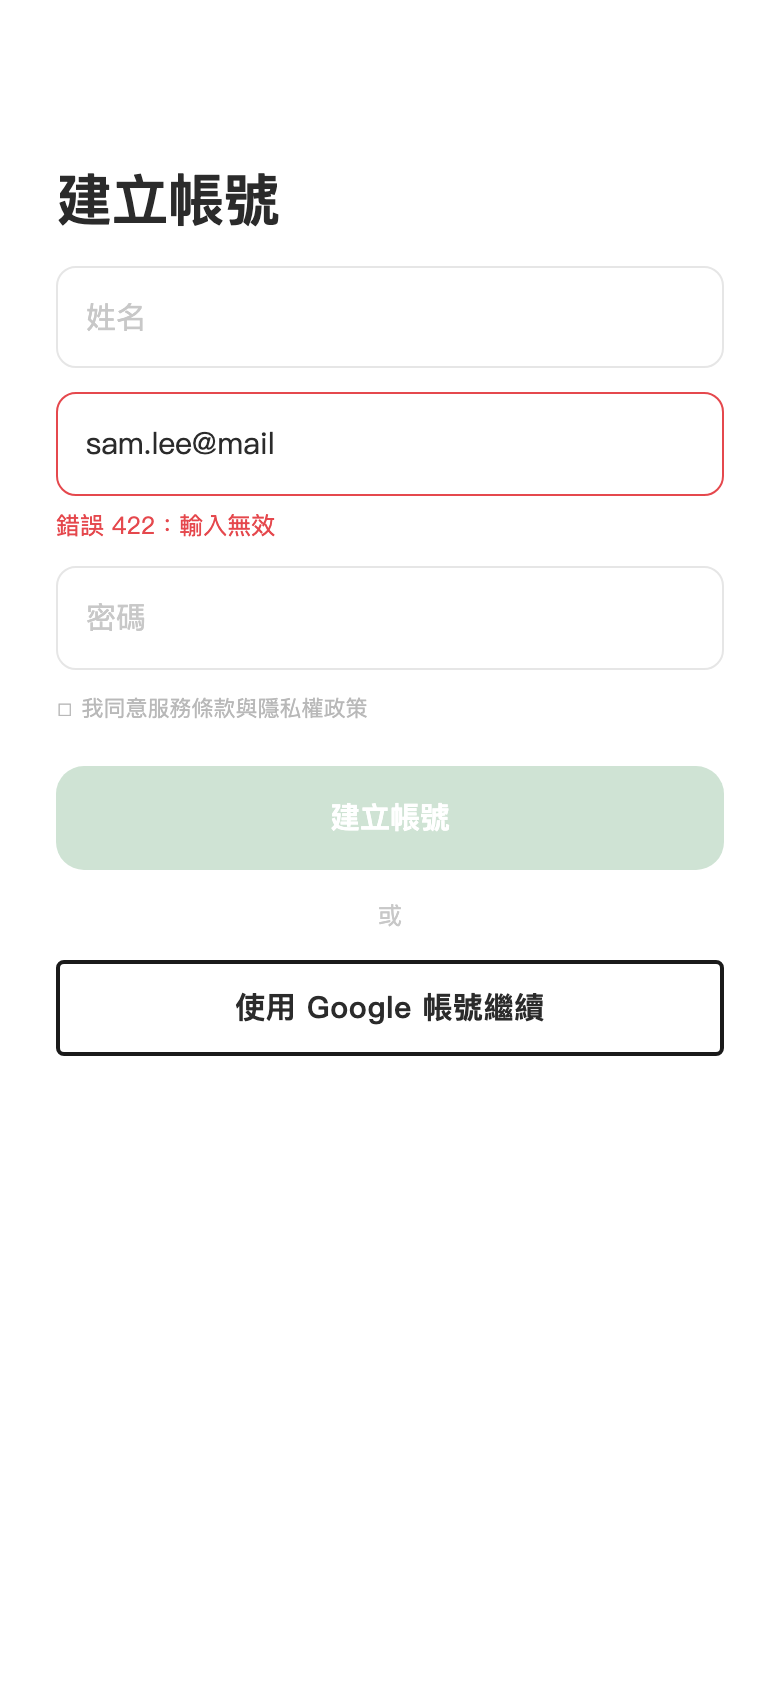 建立帳號
姓名
sam.lee@mail
錯誤 422：輸入無效
密碼
□ 我同意服務條款與隱私權政策
建立帳號
或
使用 Google 帳號繼續